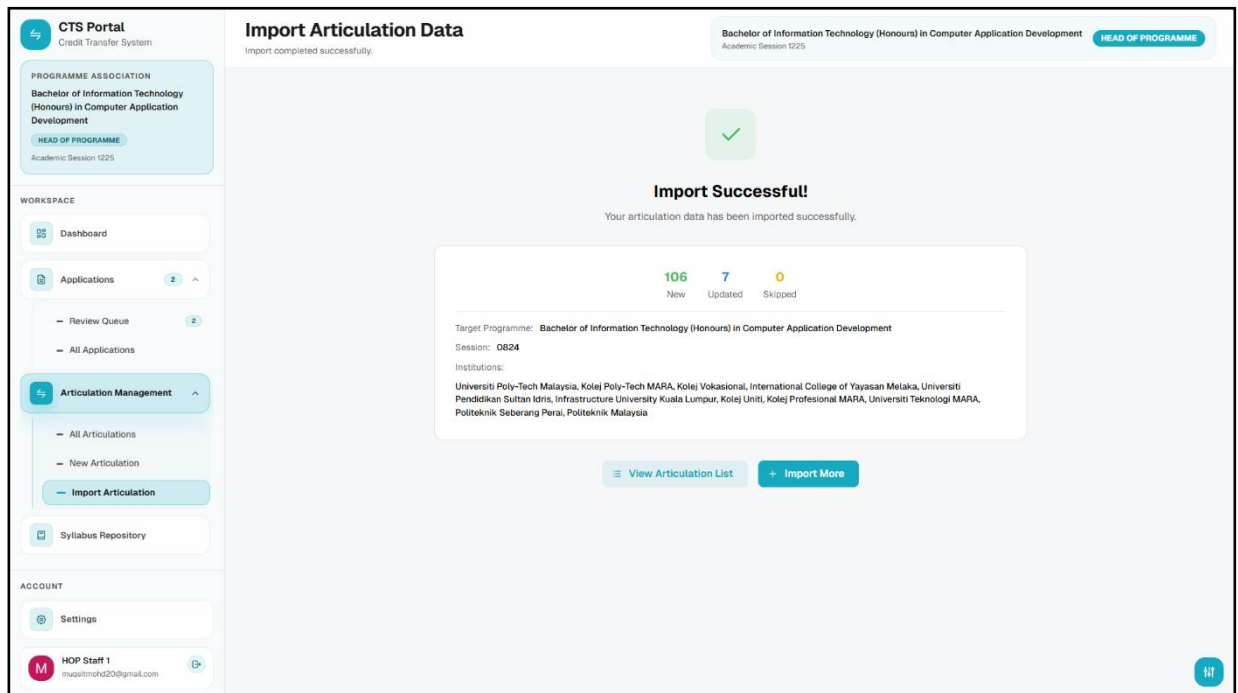 CTS Portal
Credit Transfer System
PROGRAMME ASSOCIATION
Bachelor of Information Technology
(Honours) in Computer Application
Development
HEAD OF PROGRAMME
Academic Session 1225
WORKSPACE
Dashboard
Applications 2
Review Queue 2
All Applications
Articulation Management
All Articulations
New Articulation
Import Articulation
Syllabus Repository
ACCOUNT
Settings
M
HOP Staff 1
muqsitmohd20@gmail.com
Import Articulation Data
Import completed successfully.
Bachelor of Information Technology (Honours) in Computer Application Development
Academic Session 1225
HEAD OF PROGRAMME
Import Successful!
Your articulation data has been imported successfully.
106 7 0
New Updated Skipped
Target Programme: Bachelor of Information Technology (Honours) in Computer Application Development
Session: 0824
Institutions:
Universiti Poly-Tech Malaysia, Kolej Poly-Tech MARA, Kolej Vokasional, International College of Yayasan Melaka, Universiti
Pendidikan Sultan Idris, Infrastructure University Kuala Lumpur, Kolej Uniti, Kolej Profesional MARA, Universiti Teknologi MARA,
Politeknik Seberang Perai, Politeknik Malaysia
View Articulation List
+ Import More